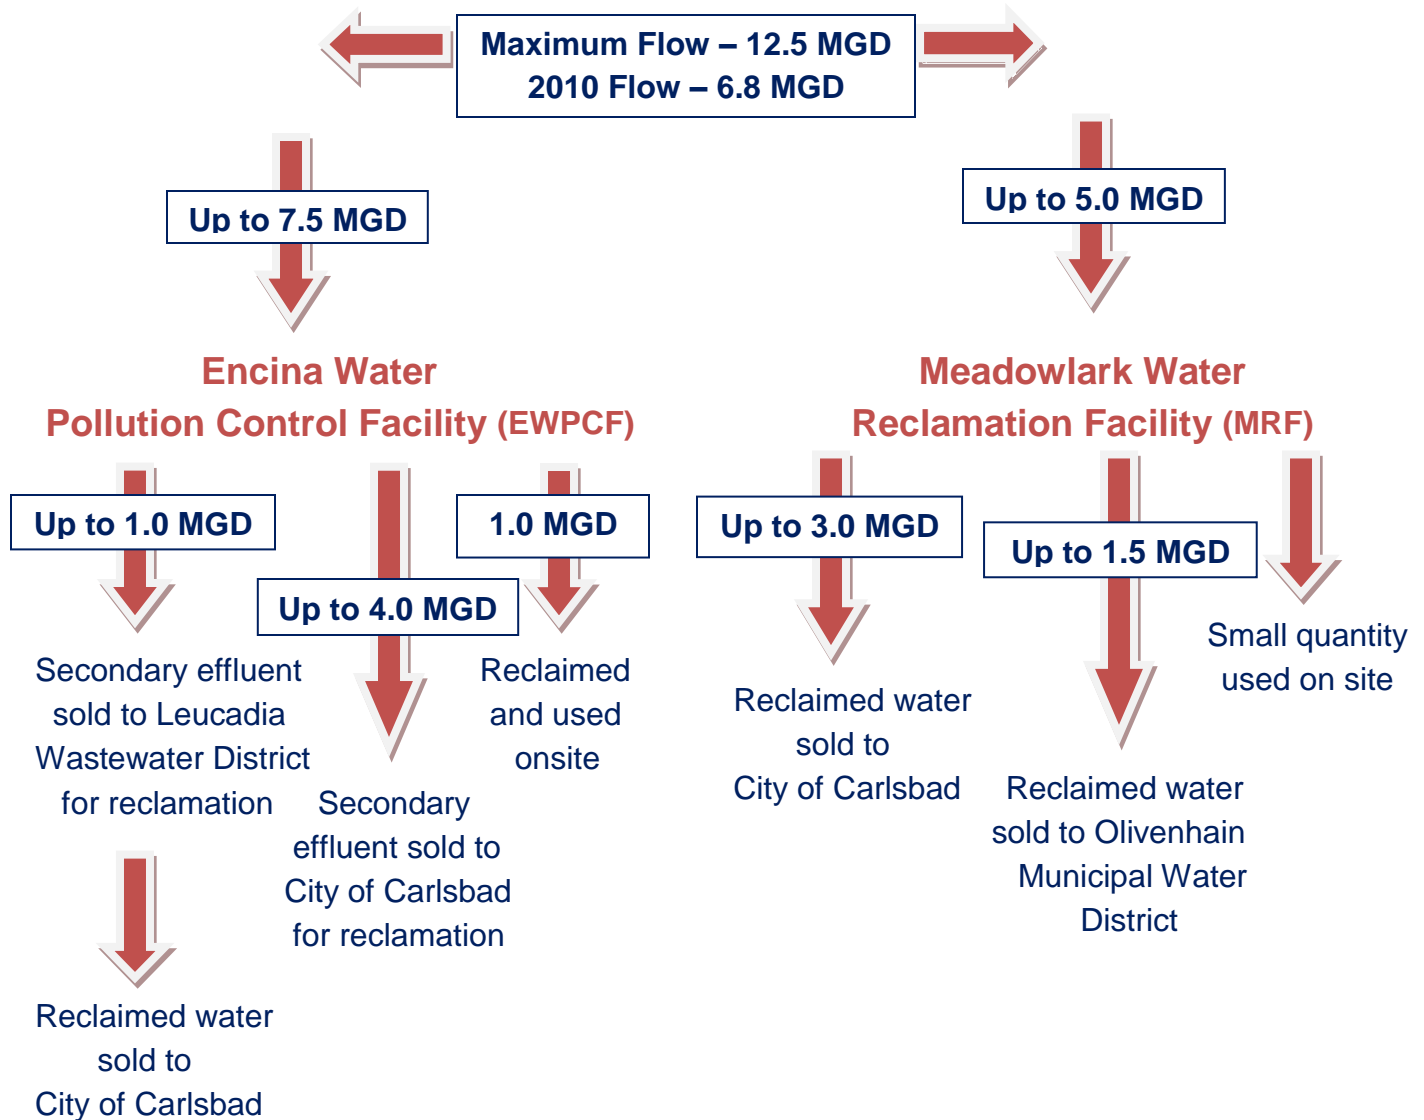 Maximum Flow – 12.5 MGD
2010 Flow – 6.8 MGD
Up to 7.5 MGD
Up to 5.0 MGD
Encina Water
Pollution Control Facility (EWPCF)
Meadowlark Water
Reclamation Facility (MRF)
Up to 1.0 MGD
Secondary effluent
sold to Leucadia
Wastewater District
for reclamation
Reclaimed water
sold to
City of Carlsbad
Up to 4.0 MGD
Secondary
effluent sold to
City of Carlsbad
for reclamation
1.0 MGD
Reclaimed
and used
onsite
Up to 3.0 MGD
Reclaimed water
sold to
City of Carlsbad
Up to 1.5 MGD
Reclaimed water
sold to Olivenhain
Municipal Water
District
Small quantity
used on site